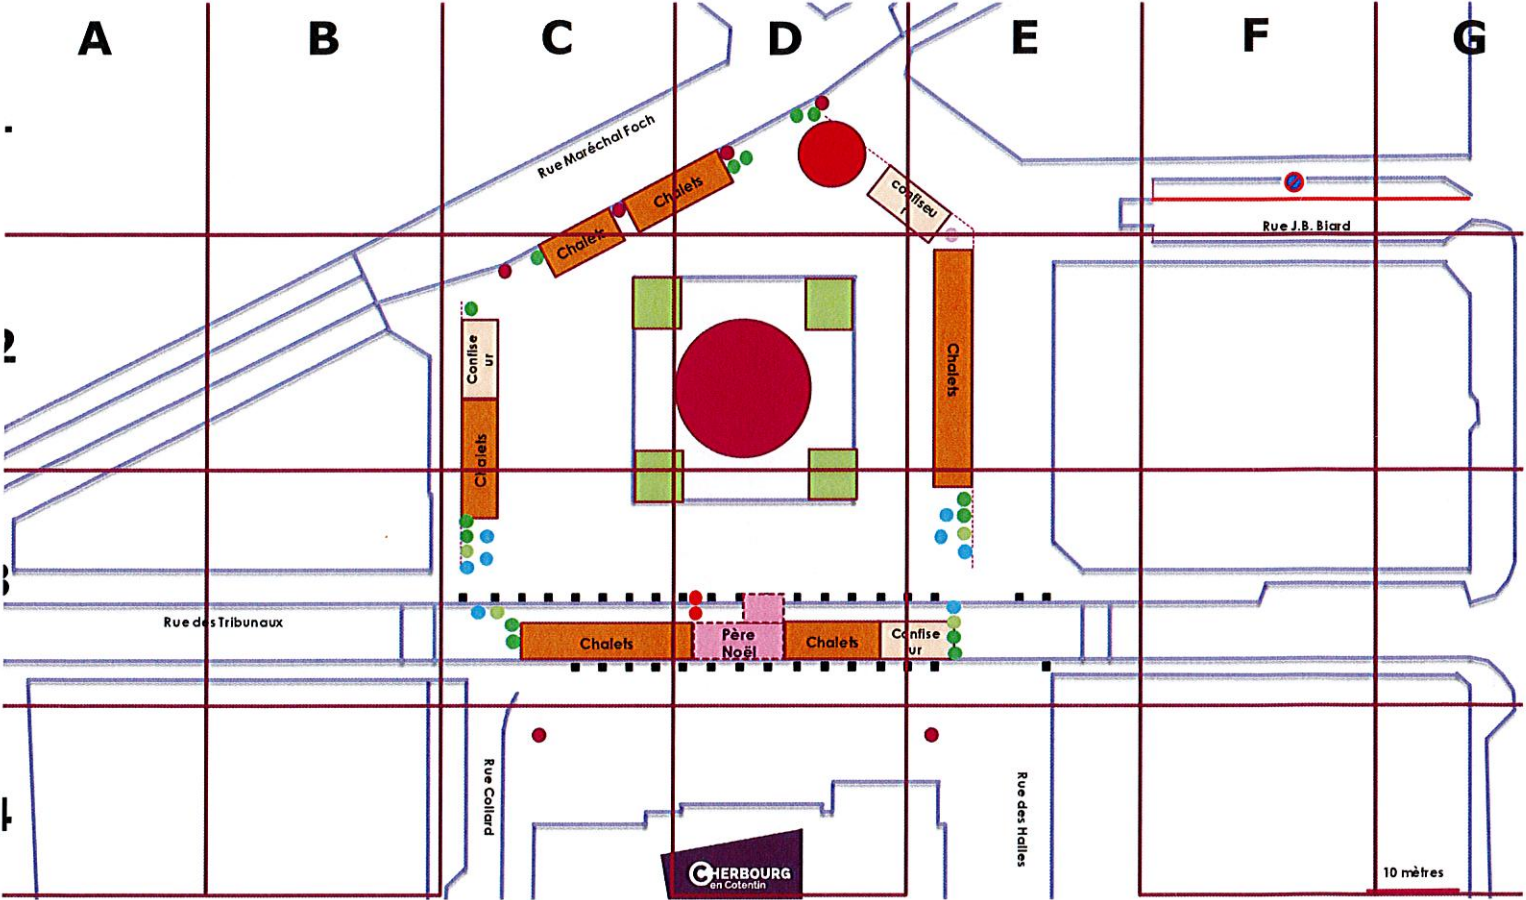 A
B
C
D
E
F
G
Rue Maréchal Foch
Chalets
Chalets
confiseu
r
Rue J.B. Biard
2
Confise
ur
Chalets
Chalets
3
Rue des Tribunaux
Chalets
Père
Noël
Chalets
Confise
ur
4
Rue Collard
Rue des Halles
CHERBOURG
en Cotentin
10 mètres